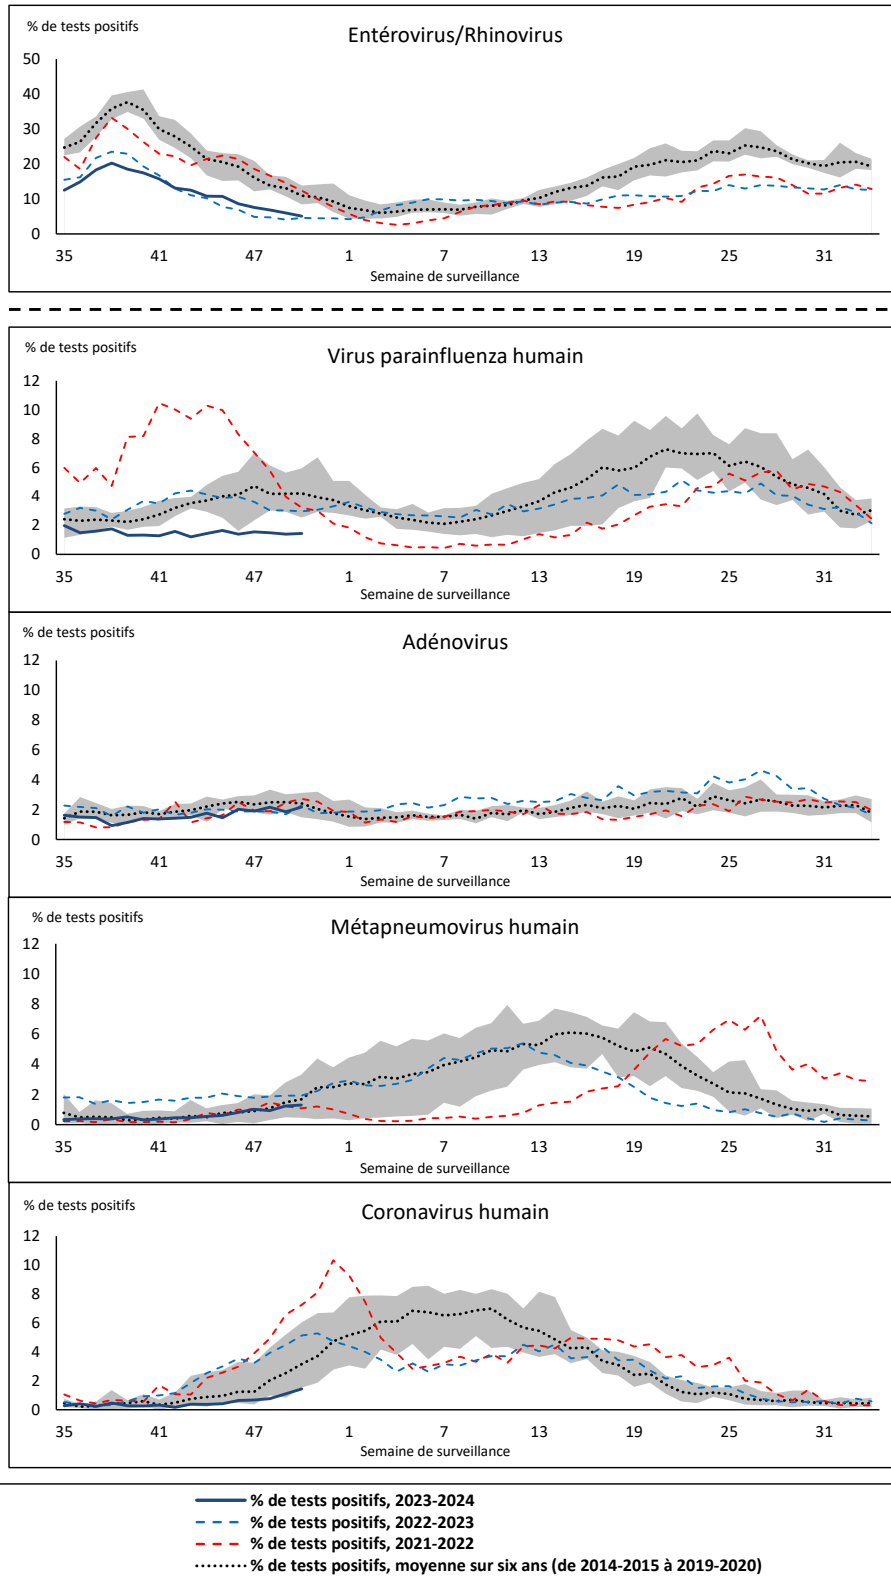 % de tests positifs
Entérovirus/Rhinovirus
50
40
30
20
10
0
35 41 47 1 7 13 19 25 31
Semaine de surveillance
% de tests positifs
Virus parainfluenza humain
12
10
8
6
4
2
0
35 41 47 1 7 13 19 25 31
Semaine de surveillance
% de tests positifs
Adénovirus
12
10
8
6
4
2
0
35 41 47 1 7 13 19 25 31
Semaine de surveillance
% de tests positifs
Métapneumovirus humain
12
10
8
6
4
2
0
35 41 47 1 7 13 19 25 31
Semaine de surveillance
% de tests positifs
Coronavirus humain
12
10
8
6
4
2
0
35 41 47 1 7 13 19 25 31
Semaine de surveillance
% de tests positifs, 2023-2024
% de tests positifs, 2022-2023
% de tests positifs, 2021-2022
% de tests positifs, moyenne sur six ans (de 2014-2015 à 2019-2020)